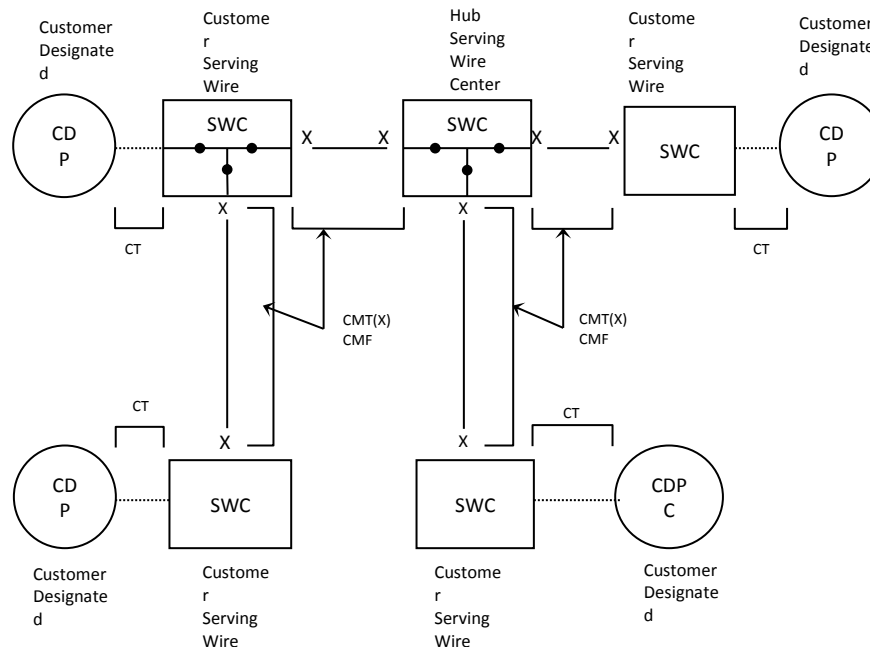 Customer
Designate
d
Custome
r
Serving
Wire
Hub
Serving
Wire
Center
Custome
r
Serving
Wire
Customer
Designate
d
CD
P
SWC
X
X
SWC
X
X
SWC
CD
P
X
X
CT
CT
CMT(X)
CMF
CMT(X)
CMF
CT
CT
X
X
CD
P
SWC
SWC
CDP
C
Customer
Designate
d
Custome
r
Serving
Wire
Custome
r
Serving
Wire
Customer
Designate
d